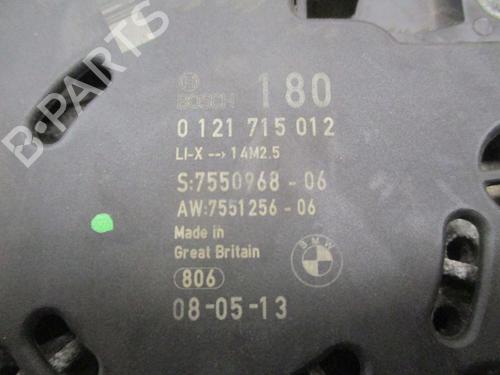 BOSCH 180
0 121 715 012
LI-X --> 14M2.5
S:7550968 - 06
AW:7551256 - 06
Made in
Great Britain
BMW
806
08-05-13
B-PARTS
B-PARTS